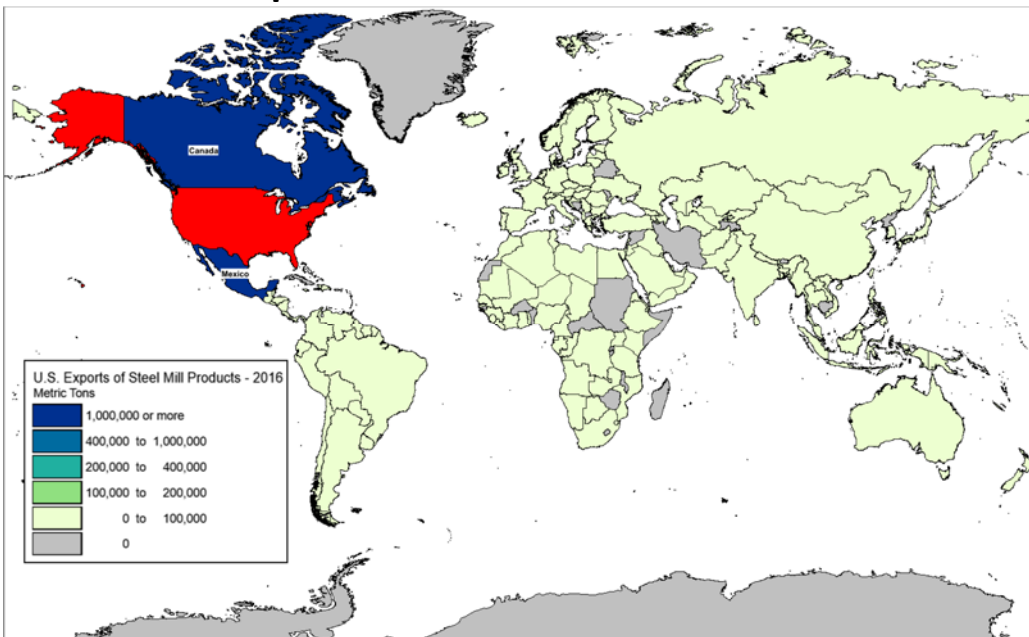 Canada
Mexico
U.S. Exports of Steel Mill Products - 2016
Metric Tons
1,000,000 or more
400,000 to 1,000,000
200,000 to 400,000
100,000 to 200,000
0 to 100,000
0